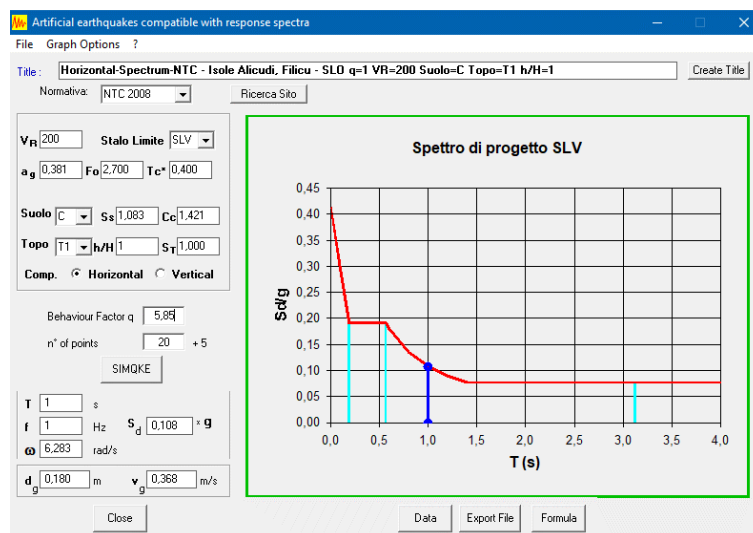 Artificial earthquakes compatible with response spectra
File Graph Options ?
Title : Horizontal-Spectrum-NTC - Isole Alicudi, Filicu - SLO q=1 VR=200 Suolo=C Topo=T1 h/H=1 Create Title
Normativa: NTC 2008 Ricerca Sito
VR 200 Stalo Limite SLV
ag 0,381 Fo 2,700 Tc* 0,400
Suolo C Ss 1,083 Cc 1,421
Topo T1 h/H 1 ST 1,000
Comp. Horizontal Vertical
Behaviour Factor q 5,85
n° of points 20 + 5
SIMQKE
T 1 s
f 1 Hz Sd 0,108 x g
ω 6,283 rad/s
dg 0,180 m vg 0,368 m/s
Close
Spettro di progetto SLV
Sd/g
0,45
0,40
0,35
0,30
0,25
0,20
0,15
0,10
0,05
0,00
0,0 0,5 1,0 1,5 2,0 2,5 3,0 3,5 4,0
T (s)
Data Export File Formula